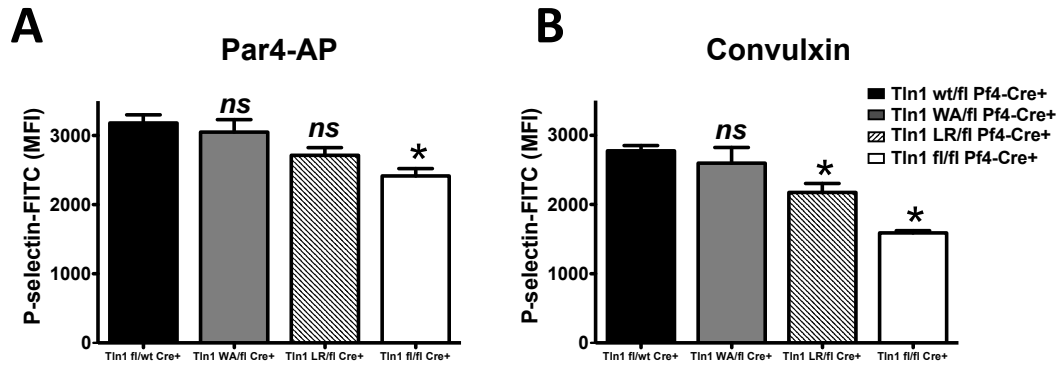 A
Par4-AP
P-selectin-FITC (MFI)
3000
2000
1000
0
ns
ns
*
Tln1 fl/wt Cre+
Tln1 WA/fl Cre+
Tln1 LR/fl Cre+
Tln1 fl/fl Cre+
B
Convulxin
P-selectin-FITC (MFI)
3000
2000
1000
0
ns
*
*
Tln1 fl/wt Cre+
Tln1 WA/fl Cre+
Tln1 LR/fl Cre+
Tln1 fl/fl Cre+
Tln1 wt/fl Pf4-Cre+
Tln1 WA/fl Pf4-Cre+
Tln1 LR/fl Pf4-Cre+
Tln1 fl/fl Pf4-Cre+